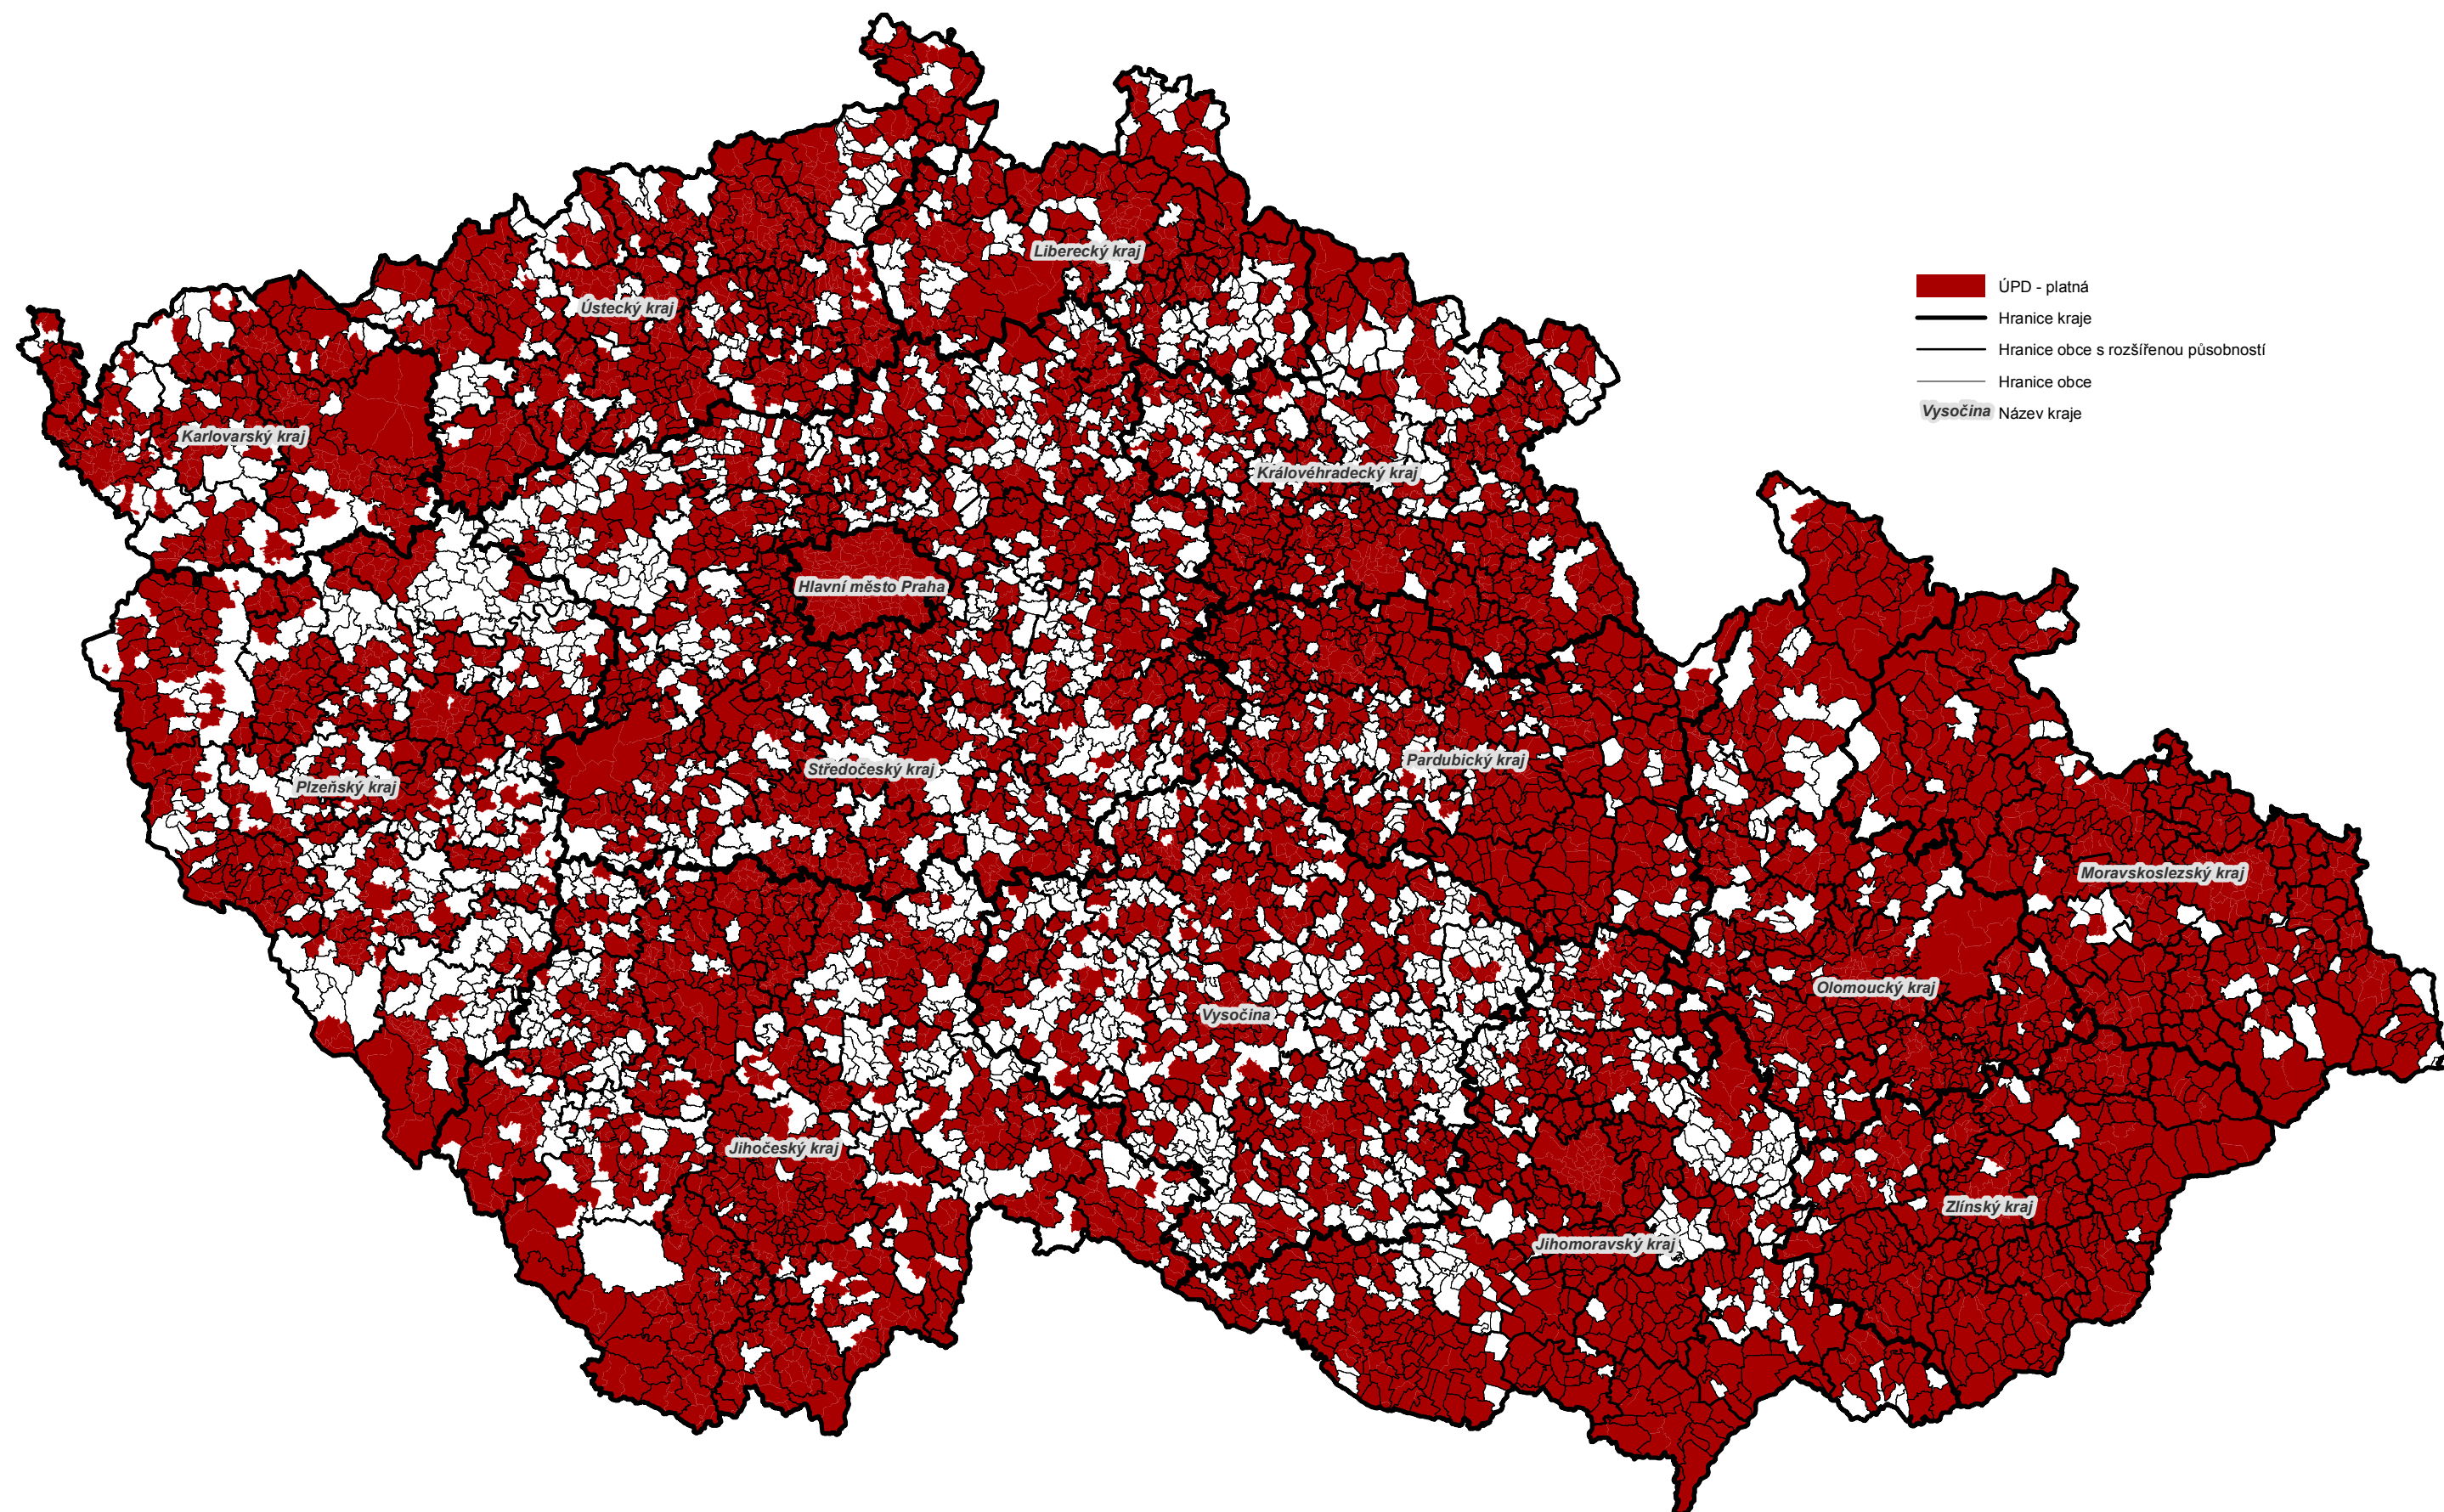 Liberecký kraj
Ústecký kraj
Karlovarský kraj
Královéhradecký kraj
Hlavní město Praha
Středočeský kraj
Plzeňský kraj
Pardubický kraj
Moravskoslezský kraj
Olomoucký kraj
Vysočina
Jihočeský kraj
Zlínský kraj
Jihomoravský kraj
ÚPD - platná
Hranice kraje
Hranice obce s rozšířenou působností
Hranice obce
Vysočina Název kraje